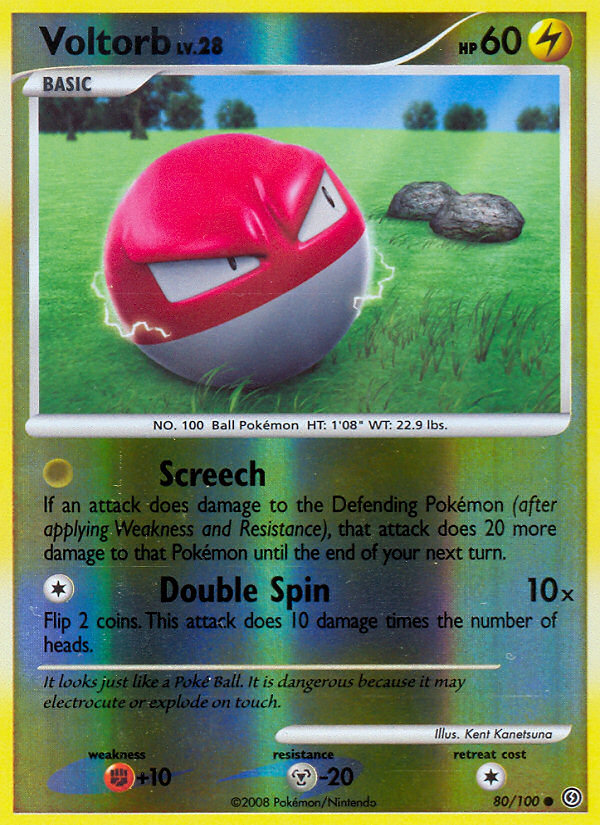 Voltorb LV.28 HP 60
BASIC
NO. 100 Ball Pokémon HT: 1'08" WT: 22.9 lbs.
Screech
If an attack does damage to the Defending Pokémon (after
applying Weakness and Resistance), that attack does 20 more
damage to that Pokémon until the end of your next turn.
Double Spin 10x
Flip 2 coins. This attack does 10 damage times the number of
heads.
It looks just like a Poké Ball. It is dangerous because it may
electrocute or explode on touch.
Illus. Kent Kanetsuna
weakness resistance retreat cost
+10 -20
©2008 Pokémon/Nintendo 80/100